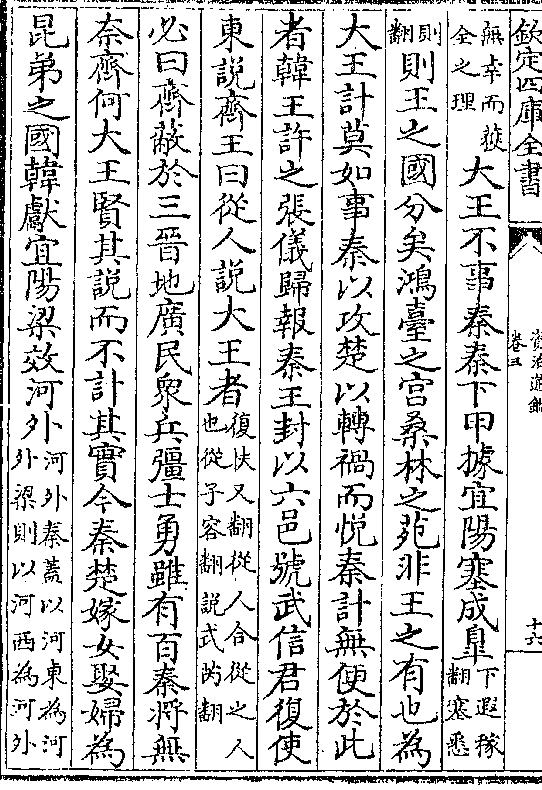 欽定四庫全書
資治通鑑
卷三
十六
無幸而獲
全之理
大王不事秦秦下甲據宜陽塞成皐
下遐稼
翻塞悉
則
翻
則王之國分矣鴻臺之宫桑林之苑非王之有也為
大王計莫如事秦以攻楚以轉禍而悅秦計無便於此
者韓王許之張儀歸報秦王封以六邑號武信君復使
東說齊王曰從人說大王者
復扶又翻從人合從之人
也從子容翻說式芮翻
必曰齊蔽於三晉地廣民衆兵彊士勇雖有百秦將無
奈齊何大王賢其說而不計其實今秦楚嫁女娶婦為
昆弟之國韓獻宜陽梁效河外
河外秦蓋以河東為河
外梁則以河西為河外